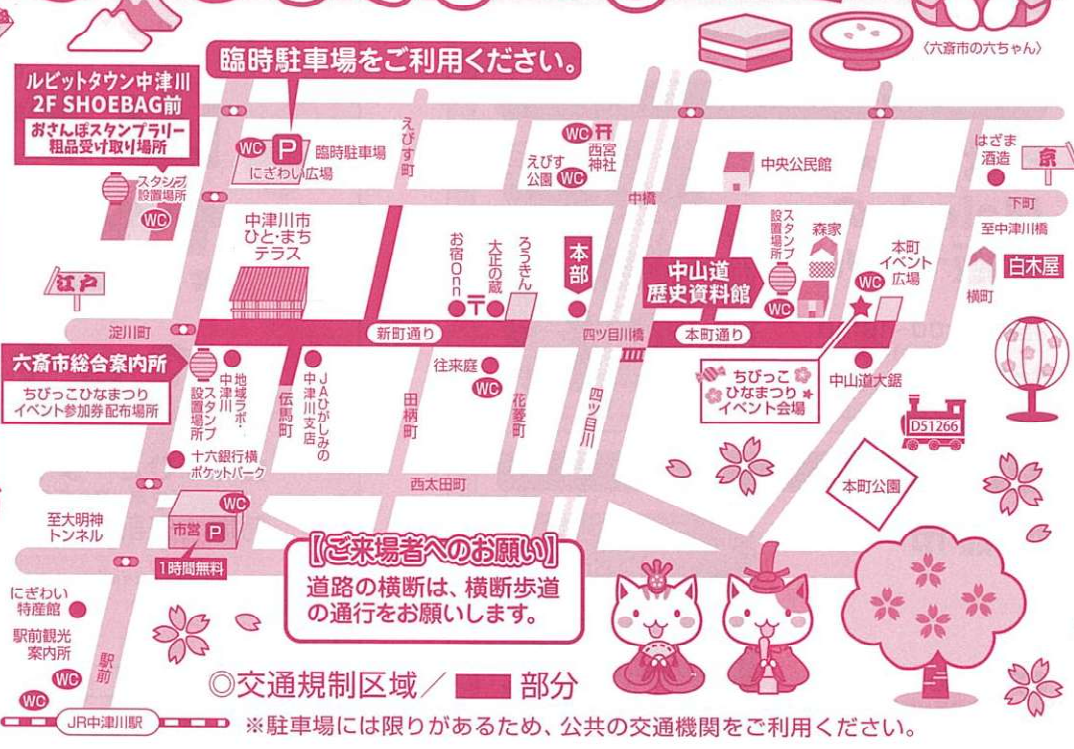 〈六斎市の六ちゃん〉
臨時駐車場をご利用ください。
ルビットタウン中津川
2F SHOEBAG前
おさんぽスタンプラリー
粗品受け取り場所
スタンプ
設置場所
WC
WC
P
臨時駐車場
にぎわい広場
えびす町
WC
西宮
神社
えびす
公園
WC
中央公民館
はざま
酒造
京
下町
至中津川橋
中橋
中津川市
ひと・まち
テラス
お宿Onn
〒
大正の蔵
ろうきん
本部
中山道
歴史資料館
スタンプ
設置場所
WC
森家
本町
イベント
広場
WC
白木屋
横町
江戸
淀川町
新町通り
四ツ目川橋
本町通り
六斎市総合案内所
ちびっこひなまつり
イベント参加券配布場所
スタンプ
設置場所
地域ラボ・
中津川
伝馬町
JAひがしみの
中津川支店
田柄町
往来庭
WC
花菱町
四ツ目川
ちびっこ
ひなまつり
イベント会場
中山道大鋸
D51266
十六銀行横
ポケットパーク
西太田町
本町公園
至大明神
トンネル
WC
市営 P
1時間無料
【ご来場者へのお願い】
道路の横断は、横断歩道
の通行をお願いします。
にぎわい
特産館
駅前観光
案内所
WC
WC
駅前
JR中津川駅
◎交通規制区域／ 部分
※駐車場には限りがあるため、公共の交通機関をご利用ください。